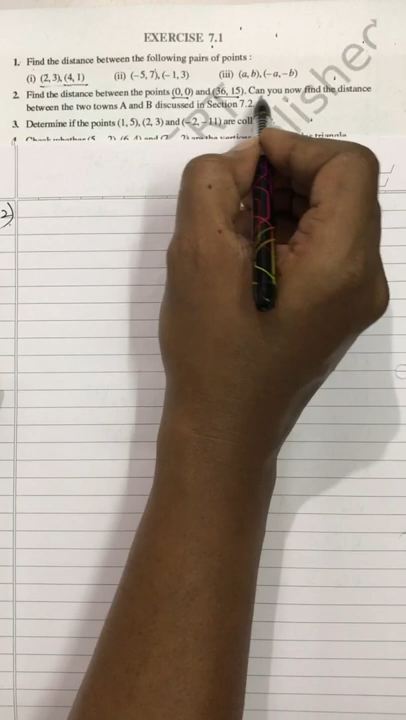 EXERCISE 7.1
1. Find the distance between the following pairs of points :
(i) (2, 3), (4, 1) (ii) (−5, 7), (−1, 3) (iii) (a, b), (−a, −b)
2. Find the distance between the points (0, 0) and (36, 15). Can you now find the distance
between the two towns A and B discussed in Section 7.2
3. Determine if the points (1, 5), (2, 3) and (−2, −11) are coll
2)